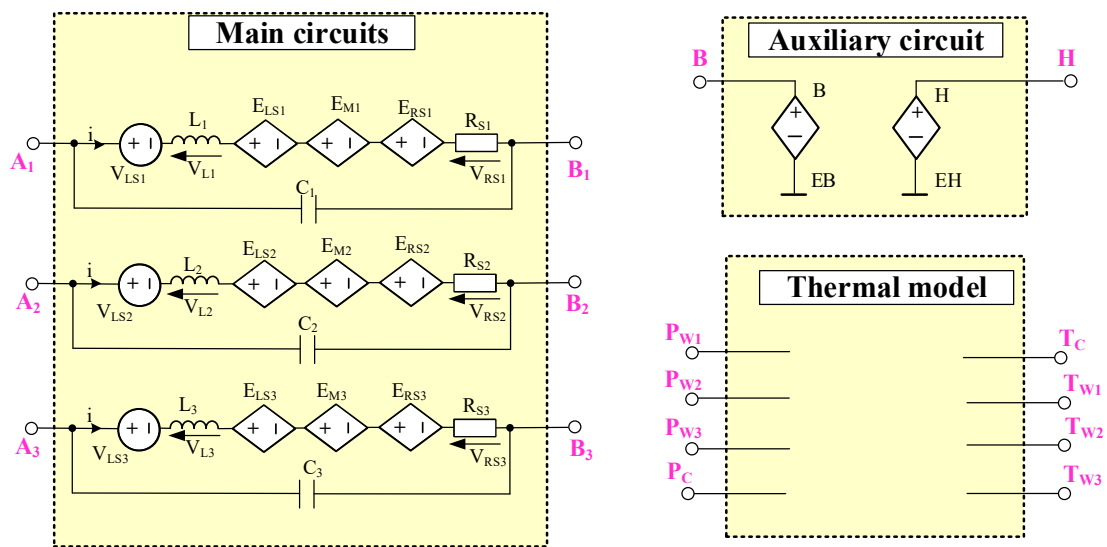 Main circuits
A1
i
VLS1
L1
VL1
ELS1
EM1
ERS1
RS1
VRS1
C1
B1
A2
i
VLS2
L2
VL2
ELS2
EM2
ERS2
RS2
VRS2
C2
B2
A3
i
VLS3
L3
VL3
ELS3
EM3
ERS3
RS3
VRS3
C3
B3
Auxiliary circuit
B
B
EB
H
EH
H
Thermal model
PW1
PW2
PW3
PC
TC
TW1
TW2
TW3